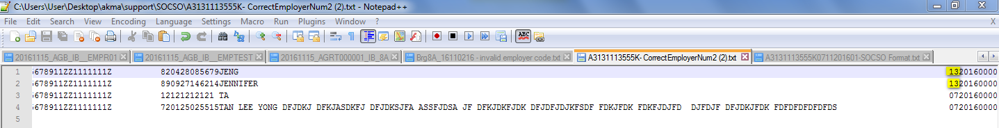 C:\Users\User\Desktop\akma\support\SOCSO\A3131113555K- CorrectEmployerNum2 (2).txt - Notepad++
File Edit Search View Encoding Language Settings Macro Run Plugins Window ? X
ABC
20161115_AGB_IB__EMPR01 20161115_AGB_IB__EMPTEST 20161115_AGRT000001_IB_8A Brg8A_16110216 - invalid employer code.txt A3131113555K- CorrectEmployerNum2 (2).txt A3131113555K0711201601-SOCSO Format.txt
1 5678911ZZ1111111Z 820428085679JENG 1320160000
2 5678911ZZ1111111Z 890927146214JENNIFER 1320160000
3 5678911ZZ1111111Z 12121212121 TA 0720160000
4 5678911ZZ1111111Z 720125025515TAN LEE YONG DFJDKJ DFKJASDKFJ DFJDKSJFA ASSFJDSA JF DFKJDKFJDK DFJDFJDJKFSDF FDKJFDK FDKFJDJFD DJFDJF DFJDKJFDK FDFDFDFDFDFDS 0720160000
5